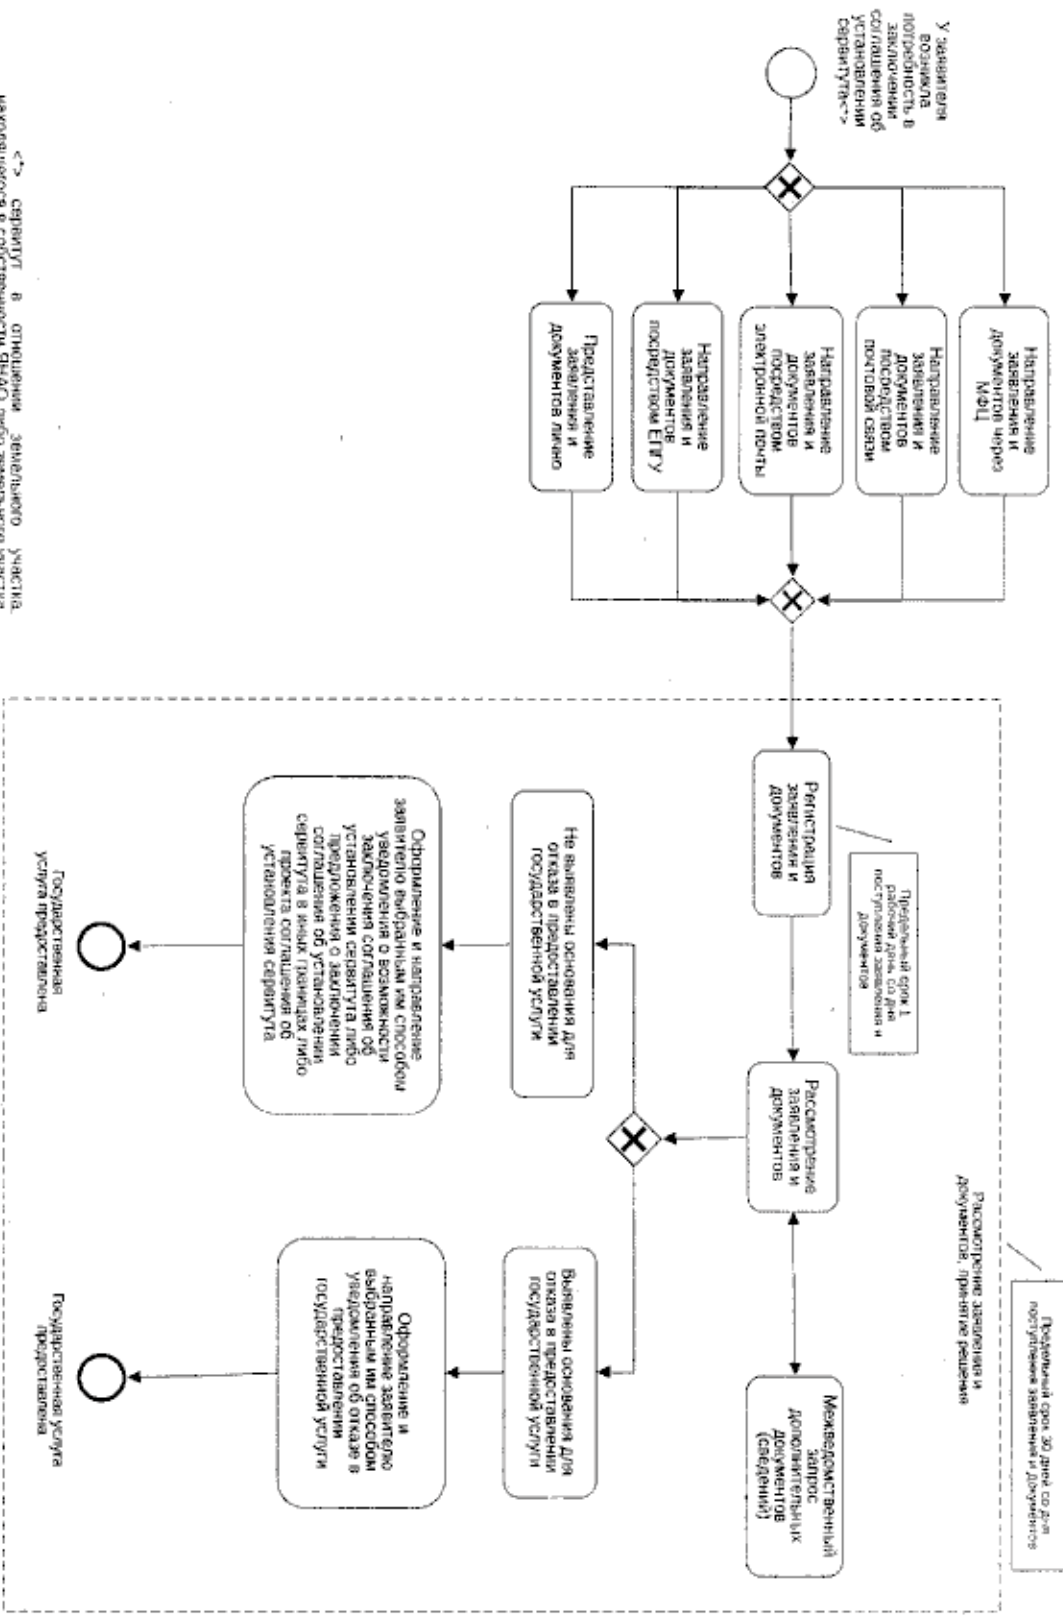 У заявителя
возникла
потребность в
заключении
соглашения об
установлении
сервитута<*>
Направление
заявления и
документов через
МФЦ
Направление
заявления и
документов
посредством
почтовой связи
Направление
заявления и
документов
посредством
электронной почты
Направление
заявления и
документов
посредством ЕПГУ
Представление
заявления и
документов лично
Предельный срок 30 дней со дня
поступления заявления и документов
Рассмотрение заявления и
документов, принятие решения
Предельный срок 1
рабочий день со дня
поступления заявления и
документов
Регистрация
заявления и
документов
Рассмотрение
заявления и
документов
Межведомственный
запрос
дополнительных
документов
(сведений)
Не выявлены основания для
отказа в предоставлении
государственной услуги
Выявлены основания для
отказа в предоставлении
государственной услуги
Оформление и направление
заявителю выбранным им способом
уведомления о возможности
заключения соглашения об
установлении сервитута либо
предложения о заключении
соглашения об установлении
сервитута в иных границах либо
проекта соглашения об
установления сервитута
Оформление и
направление заявителю
выбранным им способом
уведомления об отказе в
предоставлении
государственной услуги
Государственная
услуга предоставлена
Государственная услуга
предоставлена
<*> сервитут в отношении земельного участка,
находящегося в собственности ЯНАО либо земельного участка